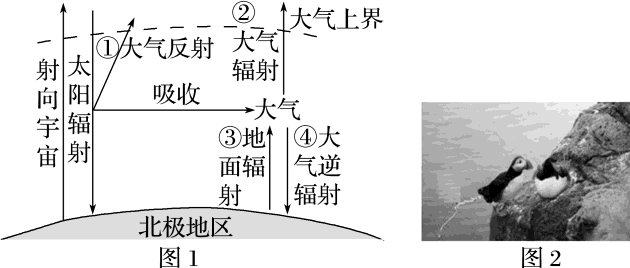 射向宇宙
太阳辐射
①大气反射
②大气辐射
大气上界
吸收
大气
③地面辐射
④大气逆辐射
北极地区
图1
图2